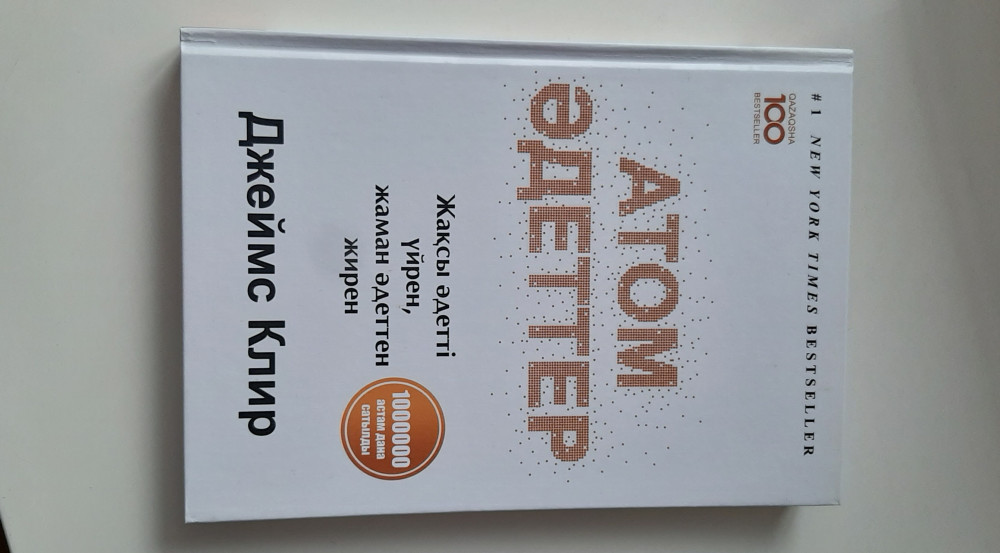 #1 NEW YORK TIMES BESTSELLER
QAZAQSHA
100
BESTSELLER
АТОМ
ӘДЕТТЕР
Жақсы әдетті
үйрен,
жаман әдеттен
жирен
1000000
астам дана
сатылды
Джеймс Клир